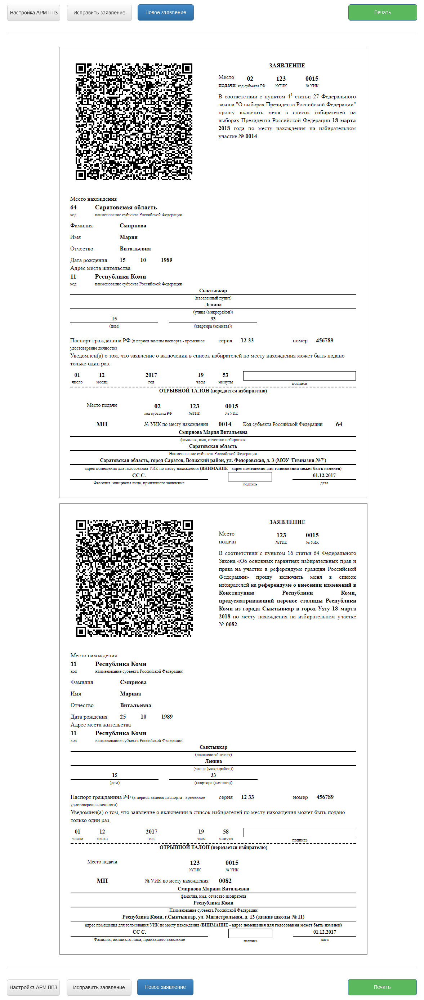 Настройка АРМ ППЗ Исправить заявление Новое заявление Печать
ЗАЯВЛЕНИЕ
Место подачи 02 123 0015
код субъекта РФ №ТИК № УИК
В соответствии с пунктом 4¹ статьи 27 Федерального
закона "О выборах Президента Российской Федерации"
прошу включить меня в список избирателей на
выборах Президента Российской Федерации 18 марта
2018 года по месту нахождения на избирательном
участке № 0014
Место нахождения
64 Саратовская область
код наименование субъекта Российской Федерации
Фамилия Смирнова
Имя Мария
Отчество Витальевна
Дата рождения 15 10 1989
Адрес места жительства
11 Республика Коми
код наименование субъекта Российской Федерации
Сыктывкар
(населенный пункт)
Ленина
(улица (микрорайон))
15 33
(дом) (квартира (комната))
Паспорт гражданина РФ (в период замены паспорта - временное серия 12 33 номер 456789
удостоверение личности)
Уведомлен(а) о том, что заявление о включении в список избирателей по месту нахождения может быть подано
только один раз.
01 12 2017 19 53
число месяц год часы минуты подпись
ОТРЫВНОЙ ТАЛОН (передается избирателю)
Место подачи 02 123 0015
код субъекта РФ №ТИК № УИК
МП № УИК по месту нахождения 0014 Код субъекта Российской Федерации 64
Смирнова Мария Витальевна
фамилия, имя, отчество избирателя
Саратовская область
Наименование субъекта Российской Федерации
Саратовская область, город Саратов, Волжский район, ул. Федоровская, д. 3 (МОУ 'Гимназия №7')
адрес помещения для голосования УИК по месту нахождения (ВНИМАНИЕ - адрес помещения для голосования может быть изменен)
СС С. 01.12.2017
Фамилия, инициалы лица, принявшего заявление подпись дата
ЗАЯВЛЕНИЕ
Место подачи 123 0015
№ТИК № УИК
В соответствии с пунктом 16 статьи 64 Федерального
Закона «Об основных гарантиях избирательных прав и
права на участие в референдуме граждан Российской
Федерации» прошу включить меня в список
избирателей на референдуме о внесении изменений в
Конституцию Республики Коми,
предусматривающий перенос столицы Республики
Коми из города Сыктывкар в город Ухту 18 марта
2018 по месту нахождения на избирательном участке
№ 0082
Место нахождения
11 Республика Коми
код наименование субъекта Российской Федерации
Фамилия Смирнова
Имя Марина
Отчество Витальевна
Дата рождения 25 10 1989
Адрес места жительства
11 Республика Коми
код наименование субъекта Российской Федерации
Сыктывкар
(населенный пункт)
Ленина
(улица (микрорайон))
15 33
(дом) (квартира (комната))
Паспорт гражданина РФ (в период замены паспорта - временное серия 12 33 номер 456789
удостоверение личности)
Уведомлен(а) о том, что заявление о включении в список избирателей по месту нахождения может быть подано
только один раз.
01 12 2017 19 58
число месяц год часы минуты подпись
ОТРЫВНОЙ ТАЛОН (передается избирателю)
Место подачи 123 0015
№ТИК № УИК
МП № УИК по месту нахождения 0082
Смирнова Марина Витальевна
фамилия, имя, отчество избирателя
Республика Коми
Наименование субъекта Российской Федерации
Республика Коми, г.Сыктывкар, ул. Магистральная, д. 13 (здание школы № 11)
адрес помещения для голосования УИК по месту нахождения (ВНИМАНИЕ - адрес помещения для голосования может быть изменен)
СС С. 01.12.2017
Фамилия, инициалы лица, принявшего заявление подпись дата
Настройка АРМ ППЗ Исправить заявление Новое заявление Печать